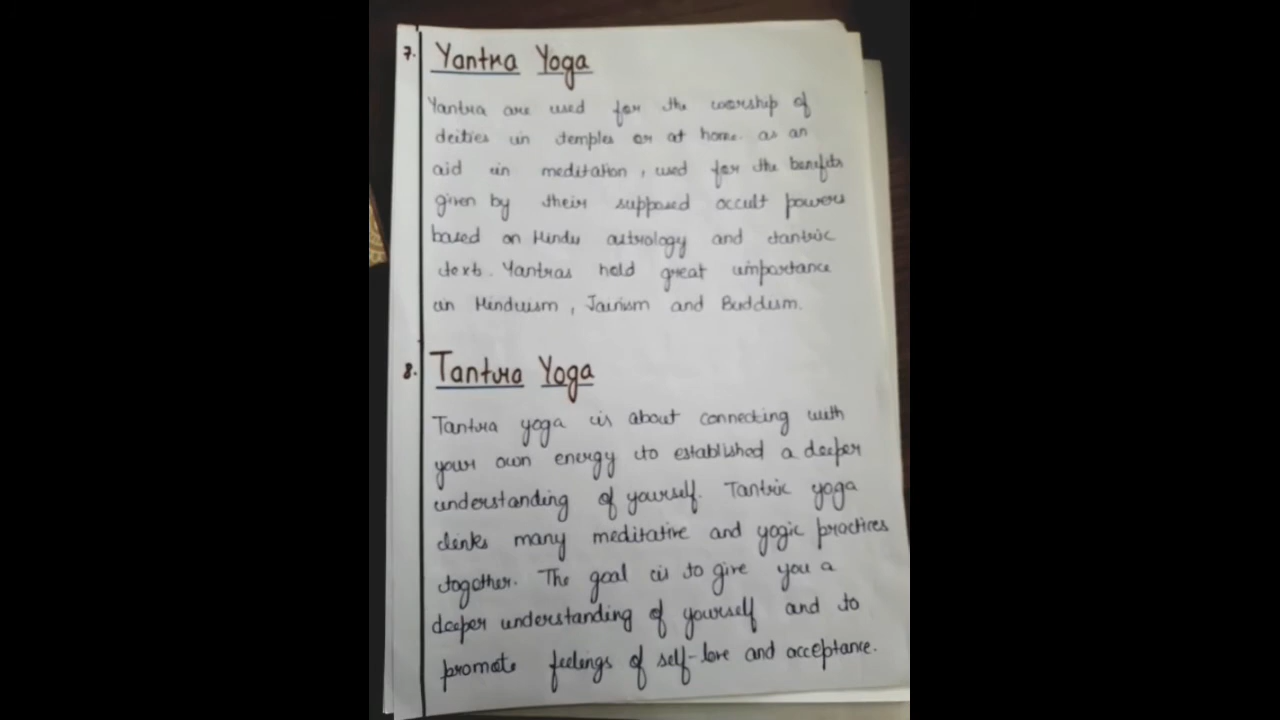 7. Yantra Yoga
Yantra are used for the worship of
deities in temples or at home. as an
aid in meditation, used for the benefits
given by their supposed occult powers
based on Hindu astrology and tantric
text. Yantras hold great importance
in Hinduism, Jainism and Buddism.
8. Tantra Yoga
Tantra yoga is about connecting with
your own energy to established a deeper
understanding of yourself. Tantric yoga
links many meditative and yogic practices
together. The goal is to give you a
deeper understanding of yourself and to
promote feelings of self-love and acceptance.